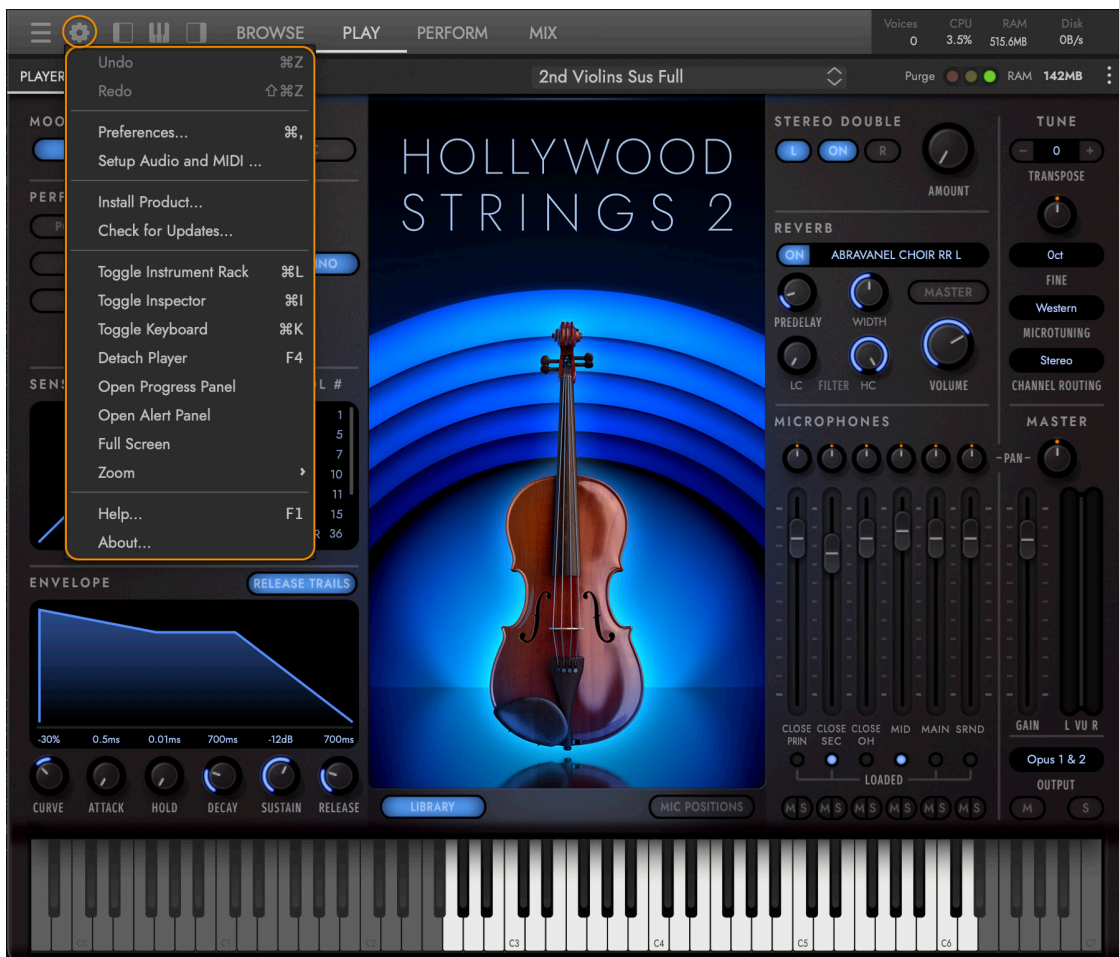 BROWSE PLAY PERFORM MIX
Voices CPU RAM Disk
0 3.5% 515.6MB 0B/s
PLAYER
2nd Violins Sus Full
Purge RAM 142MB
Undo ⌘Z
Redo ⇧⌘Z
Preferences... ⌘,
Setup Audio and MIDI ...
Install Product...
Check for Updates...
Toggle Instrument Rack ⌘L
Toggle Inspector ⌘I
Toggle Keyboard ⌘K
Detach Player F4
Open Progress Panel
Open Alert Panel
Full Screen
Zoom
Help... F1
About...
MOO
PERF
SENS
L #
1
5
7
10
11
15
R 36
ENVELOPE RELEASE TRAILS
-30% 0.5ms 0.01ms 700ms -12dB 700ms
CURVE ATTACK HOLD DECAY SUSTAIN RELEASE
HOLLYWOOD
STRINGS 2
LIBRARY MIC POSITIONS
STEREO DOUBLE
L ON R
AMOUNT
REVERB
ON ABRAVANEL CHOIR RR L
MASTER
PREDELAY WIDTH
LC FILTER HC VOLUME
TUNE
- 0 +
TRANSPOSE
0ct
FINE
Western
MICROTUNING
Stereo
CHANNEL ROUTING
MICROPHONES MASTER
-PAN-
CLOSE PRIN CLOSE SEC CLOSE OH MID MAIN SRND
LOADED
M S M S M S M S M S M S
GAIN L VU R
Opus 1 & 2
OUTPUT
M S
C0 C1 C2 C3 C4 C5 C6 C7